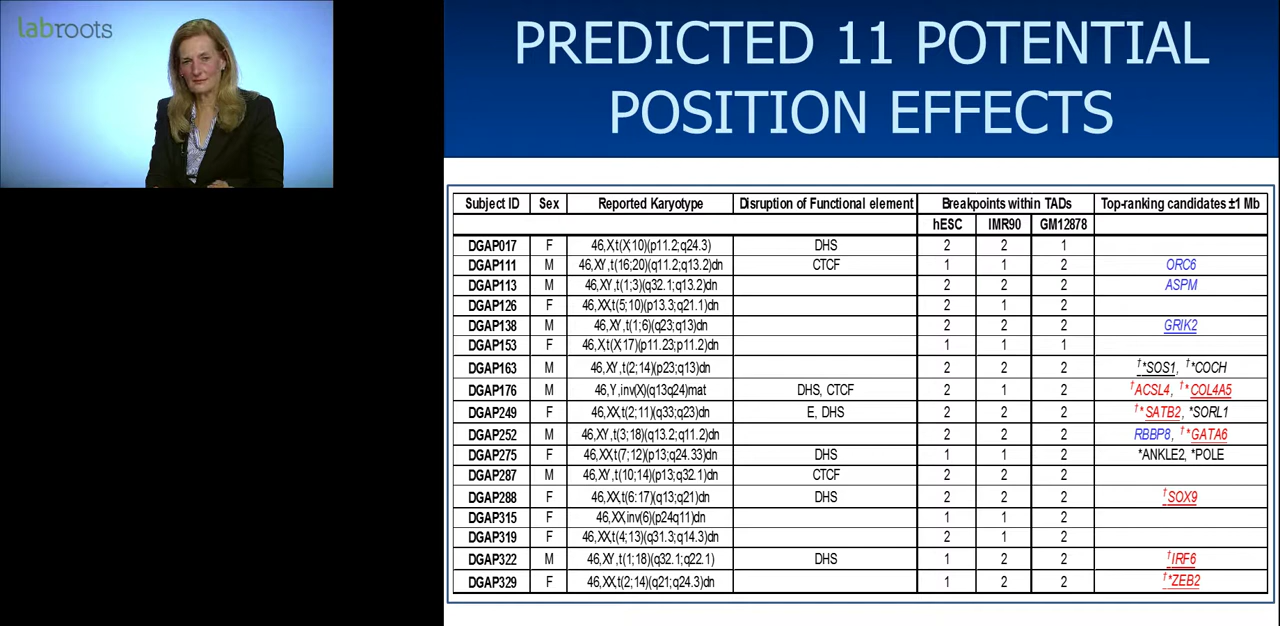 labroots
PREDICTED 11 POTENTIAL
POSITION EFFECTS
Subject ID Sex Reported Karyotype Disruption of Functional element Breakpoints within TADs Top-ranking candidates ±1 Mb
hESC IMR90 GM12878
DGAP017 F 46,X,t(X;10)(p11.2;q24.3) DHS 2 2 1
DGAP111 M 46,XY,t(16;20)(q11.2;q13.2)dn CTCF 1 1 2 ORC6
DGAP113 M 46,XY,t(1;3)(q32.1;q13.2)dn 2 2 2 ASPM
DGAP126 F 46,XX,t(5;10)(p13.3;q21.1)dn 2 1 2
DGAP138 M 46,XY,t(1;6)(q23;q13)dn 2 2 2 GRIK2
DGAP153 F 46,X,t(X;17)(p11.23;p11.2)dn 1 1 1
DGAP163 M 46,XY,t(2;14)(p23;q13)dn 2 2 2 †*SOS1, †*COCH
DGAP176 M 46,Y,inv(X)(q13q24)mat DHS, CTCF 2 1 2 †ACSL4, †*COL4A5
DGAP249 F 46,XX,t(2;11)(q33;q23)dn E, DHS 2 2 2 †*SATB2, *SORL1
DGAP252 M 46,XY,t(3;18)(q13.2;q11.2)dn 2 2 2 RBBP8, †*GATA6
DGAP275 F 46,XX,t(7;12)(p13;q24.33)dn DHS 1 1 2 *ANKLE2, *POLE
DGAP287 M 46,XY,t(10;14)(p13;q32.1)dn CTCF 2 2 2
DGAP288 F 46,XX,t(6;17)(q13;q21)dn DHS 2 2 2 †SOX9
DGAP315 F 46,XX,inv(6)(p24q11)dn 1 1 2
DGAP319 F 46,XX,t(4;13)(q31.3;q14.3)dn 2 1 2
DGAP322 M 46,XY,t(1;18)(q32.1;q22.1) DHS 1 2 2 †IRF6
DGAP329 F 46,XX,t(2;14)(q21;q24.3)dn 1 2 2 †*ZEB2